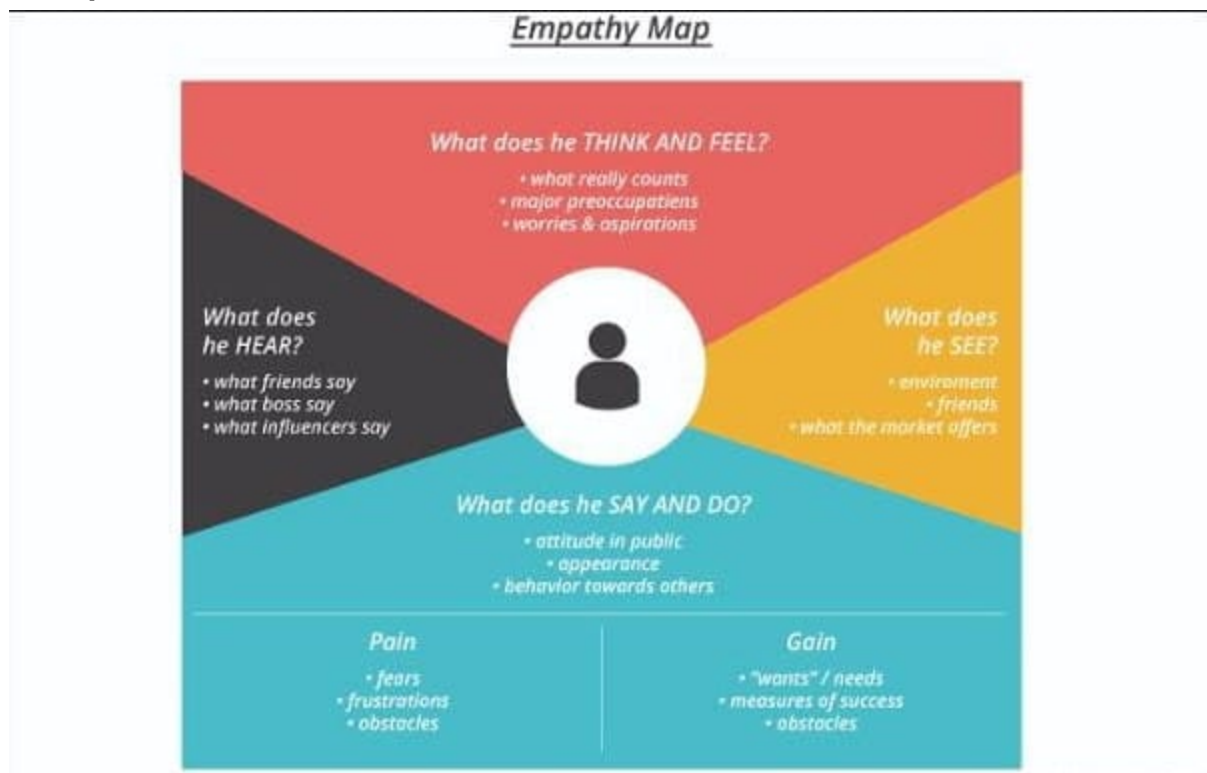 Empathy Map
What does he THINK AND FEEL?
• what really counts
• major preoccupatiens
• worries & aspirations
What does
he HEAR?
• what friends say
• what boss say
• what influencers say
What does
he SEE?
• enviroment
• friends
• what the market offers
What does he SAY AND DO?
• attitude in public
• appearance
• behavior towards others
Pain
• fears
• frustrations
• obstacles
Gain
• "wants" / needs
• measures of success
• obstacles